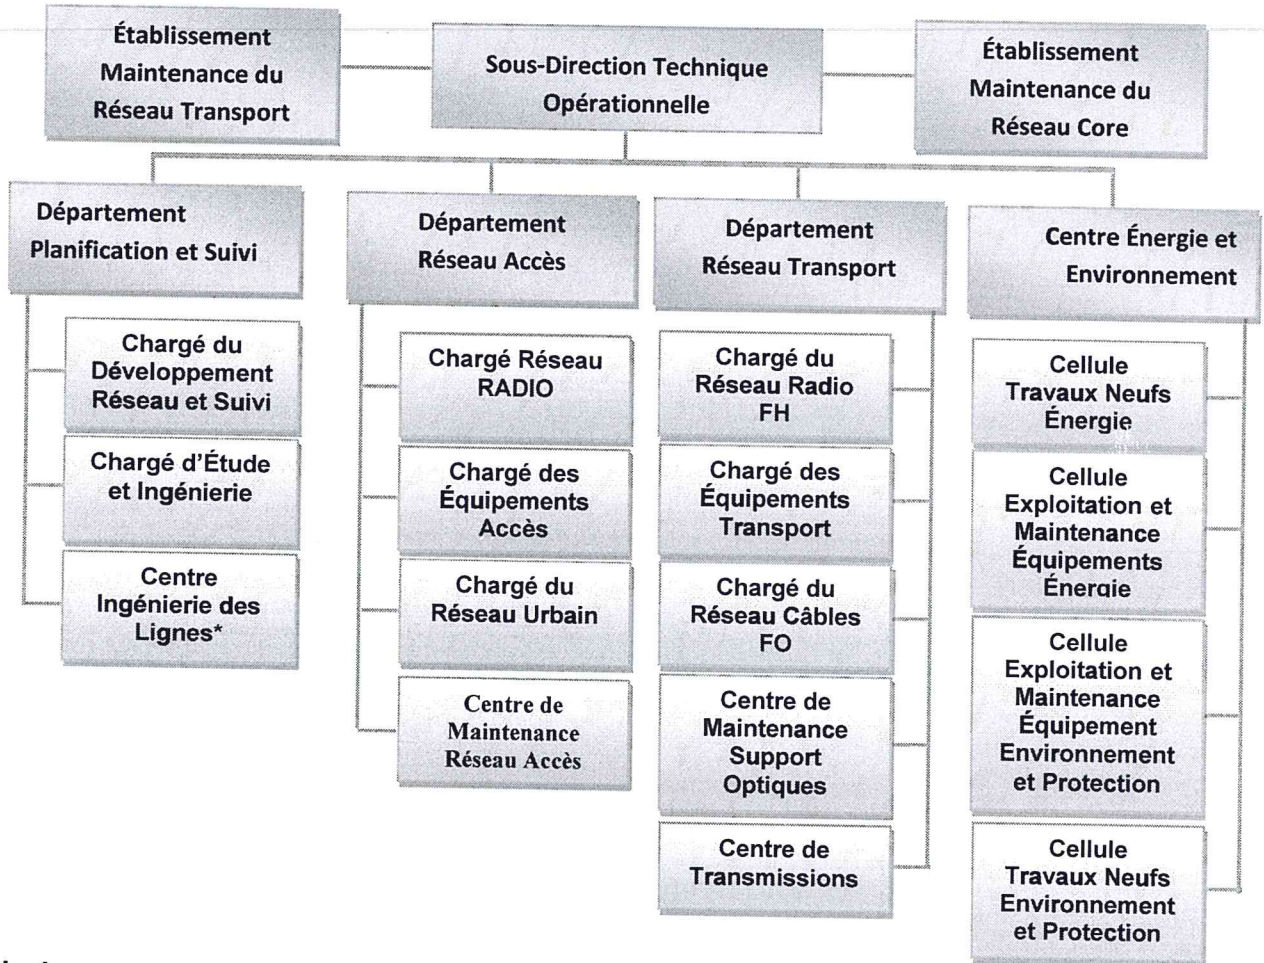 Établissement
Maintenance du
Réseau Transport
Sous-Direction Technique
Opérationnelle
Établissement
Maintenance du
Réseau Core
Département
Planification et Suivi
Département
Réseau Accès
Département
Réseau Transport
Centre Énergie et
Environnement
Chargé du
Développement
Réseau et Suivi
Chargé d'Étude
et Ingénierie
Centre
Ingénierie des
Lignes*
Chargé Réseau
RADIO
Chargé des
Équipements
Accès
Chargé du
Réseau Urbain
Centre de
Maintenance
Réseau Accès
Chargé du
Réseau Radio
FH
Chargé des
Équipements
Transport
Chargé du
Réseau Câbles
FO
Centre de
Maintenance
Support
Optiques
Centre de
Transmissions
Cellule
Travaux Neufs
Énergie
Cellule
Exploitation et
Maintenance
Équipements
Énergie
Cellule
Exploitation et
Maintenance
Équipement
Environnement
et Protection
Cellule
Travaux Neufs
Environnement
et Protection